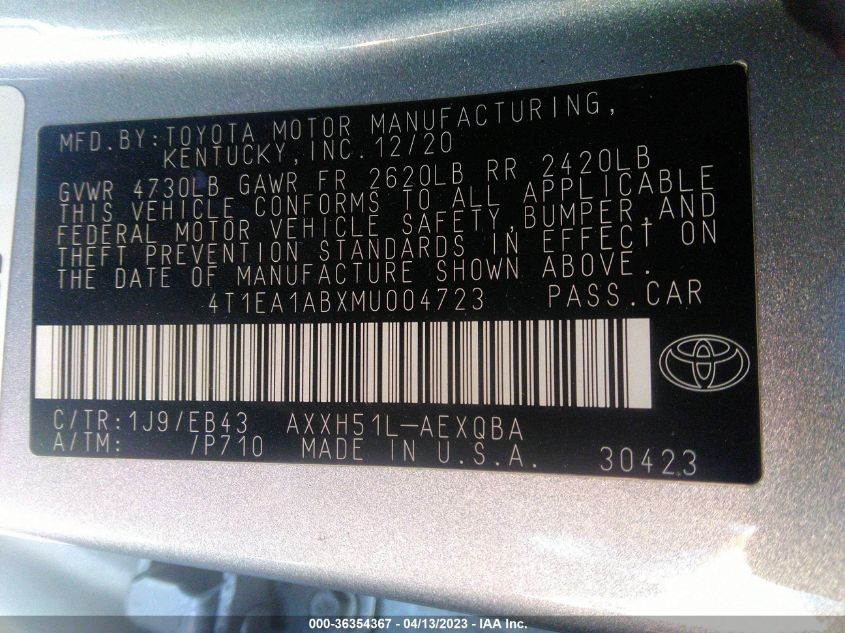 MFD.BY:TOYOTA MOTOR MANUFACTURING,
KENTUCKY,INC.12/20
GVWR 4730LB GAWR FR 2620LB RR 2420LB
THIS VEHICLE CONFORMS TO ALL APPLICABLE
FEDERAL MOTOR VEHICLE SAFETY,BUMPER,AND
THEFT PREVENTION STANDARDS IN EFFECT ON
THE DATE OF MANUFACTURE SHOWN ABOVE.
4T1EA1ABXMU004723 PASS.CAR
C/TR:1J9/EB43 AXXH51L-AEXQBA
A/TM: /P710 MADE IN U.S.A. 30423
000-36354367 - 04/13/2023 - IAA Inc.